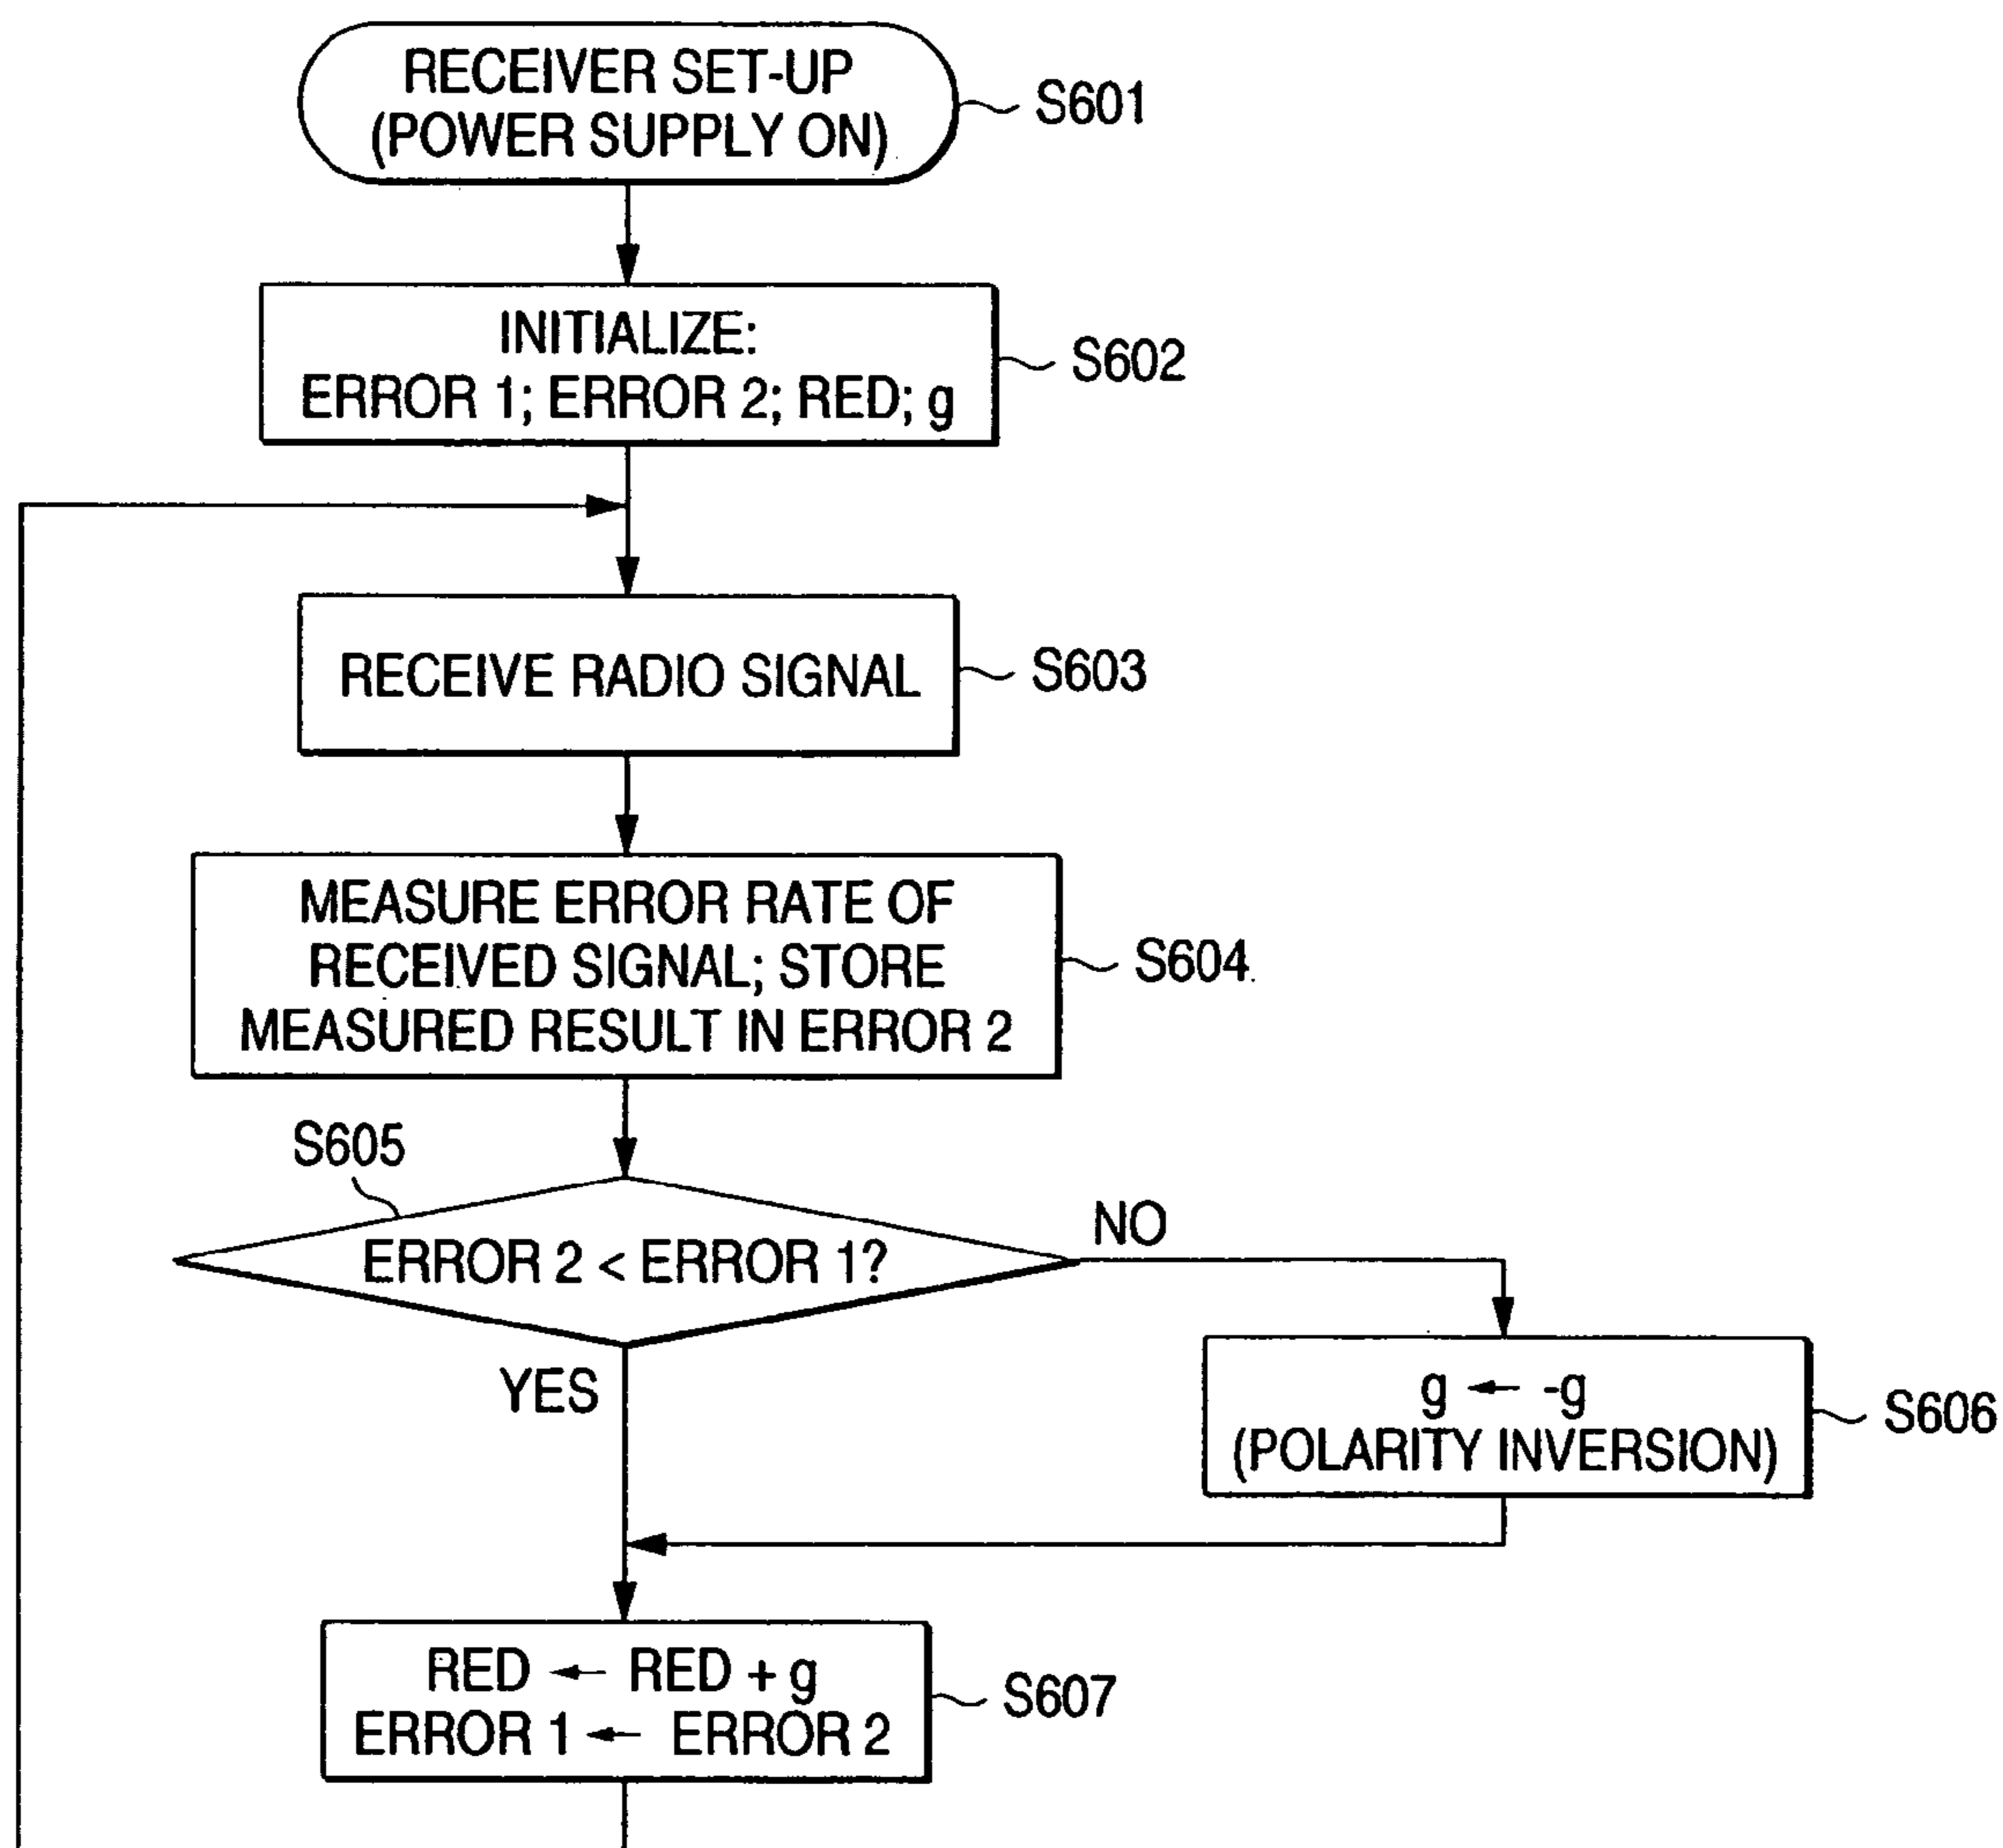 RECEIVER SET-UP
(POWER SUPPLY ON)
S601
INITIALIZE:
ERROR 1; ERROR 2; RED; g
S602
RECEIVE RADIO SIGNAL
S603
MEASURE ERROR RATE OF
RECEIVED SIGNAL; STORE
MEASURED RESULT IN ERROR 2
S604
S605
ERROR 2 < ERROR 1?
NO
YES
g ← -g
(POLARITY INVERSION)
S606
RED ← RED + g
ERROR 1 ← ERROR 2
S607